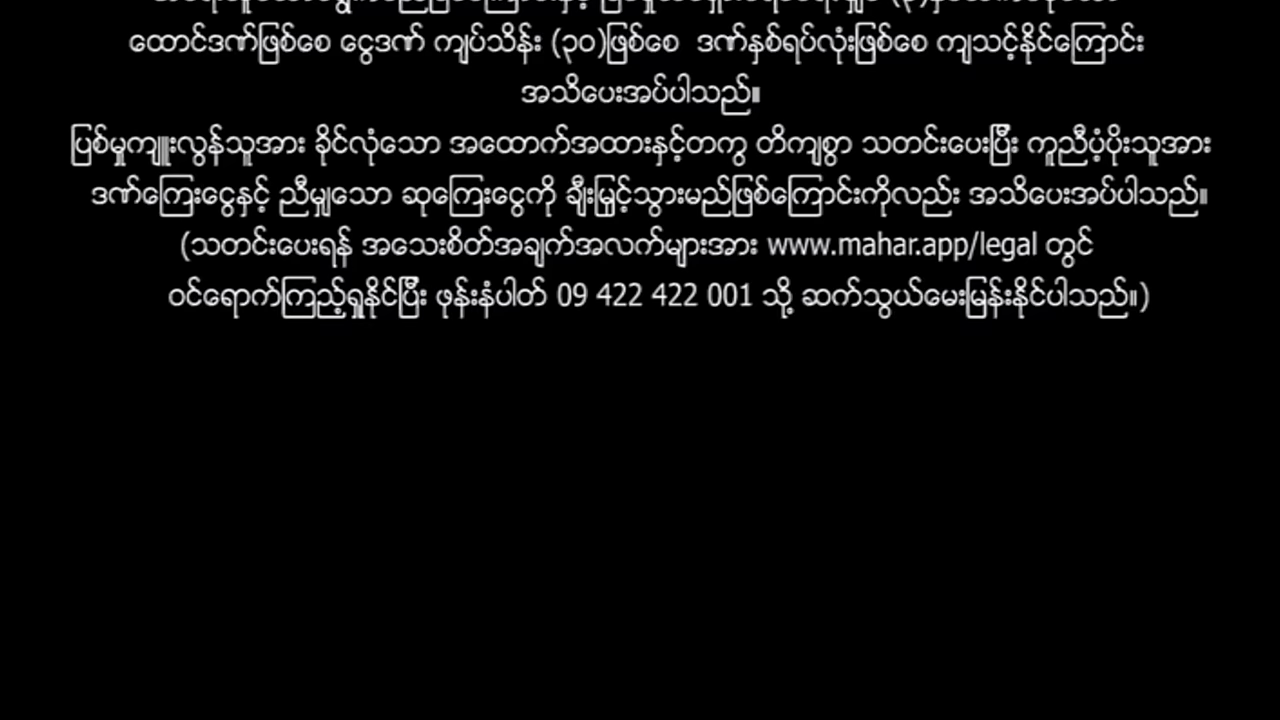 ထောင်ဒဏ်ဖြစ်စေ ငွေဒဏ် ကျပ်သိန်း (၃၀)ဖြစ်စေ ဒဏ်နှစ်ရပ်လုံးဖြစ်စေ ကျသင့်နိုင်ကြောင်း
အသိပေးအပ်ပါသည်။
ပြစ်မှုကျူးလွန်သူအား ခိုင်လုံသော အထောက်အထားနှင့်တကွ တိကျစွာ သတင်းပေးပြီး ကူညီပံ့ပိုးသူအား
ဒဏ်ကြေးငွေနှင့် ညီမျှသော ဆုကြေးငွေကို ချီးမြှင့်သွားမည်ဖြစ်ကြောင်းကိုလည်း အသိပေးအပ်ပါသည်။
(သတင်းပေးရန် အသေးစိတ်အချက်အလက်များအား www.mahar.app/legal တွင်
ဝင်ရောက်ကြည့်ရှုနိုင်ပြီး ဖုန်းနံပါတ် 09 422 422 001 သို့ ဆက်သွယ်မေးမြန်းနိုင်ပါသည်။)